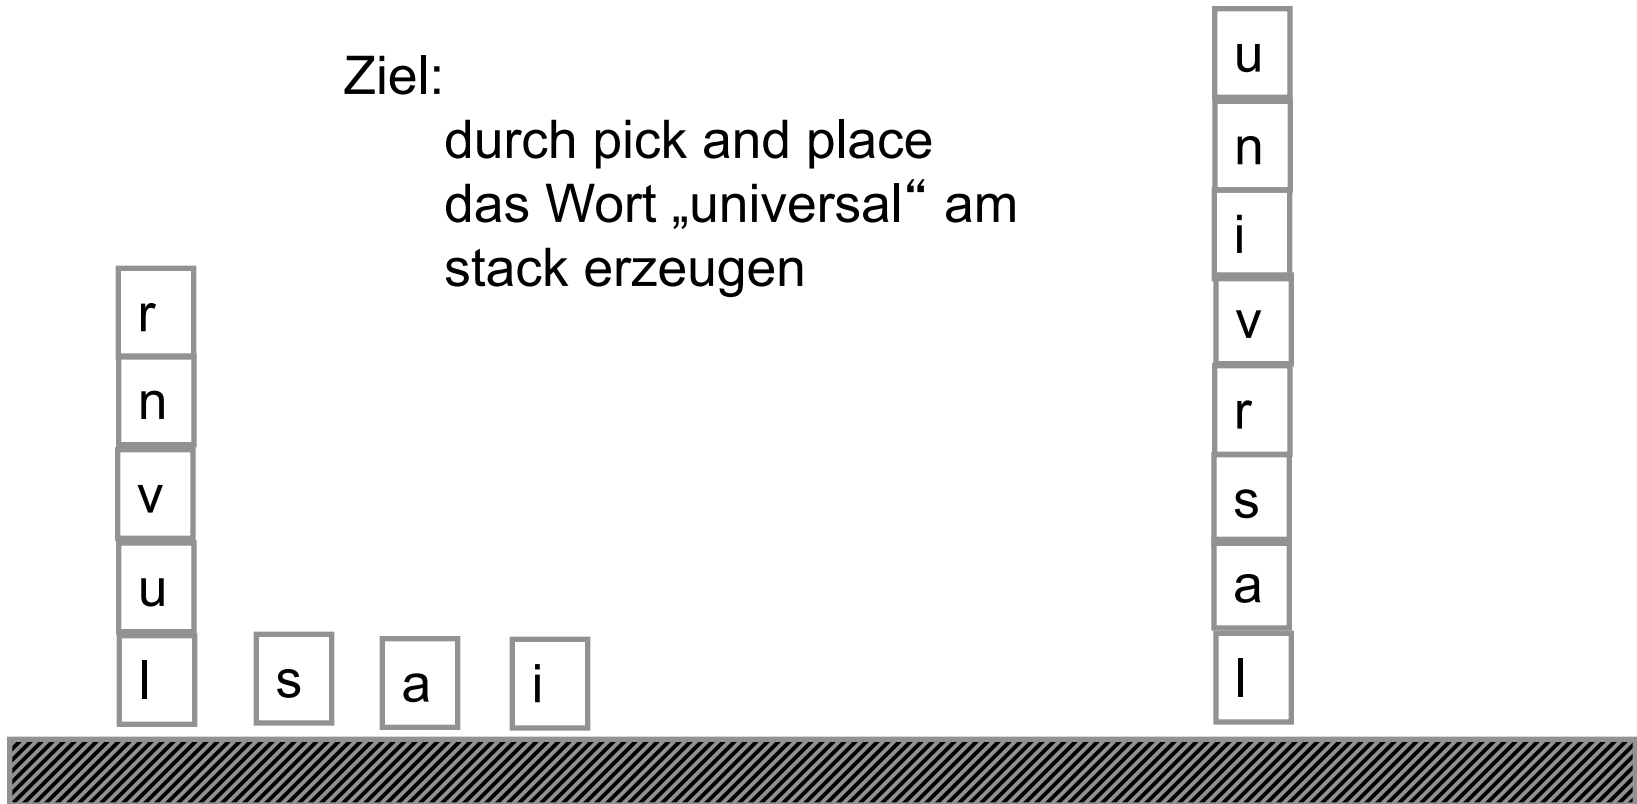 Ziel:
durch pick and place
das Wort „universal“ am
stack erzeugen
r
n
v
u
l
s
a
i
u
n
i
v
r
s
a
l